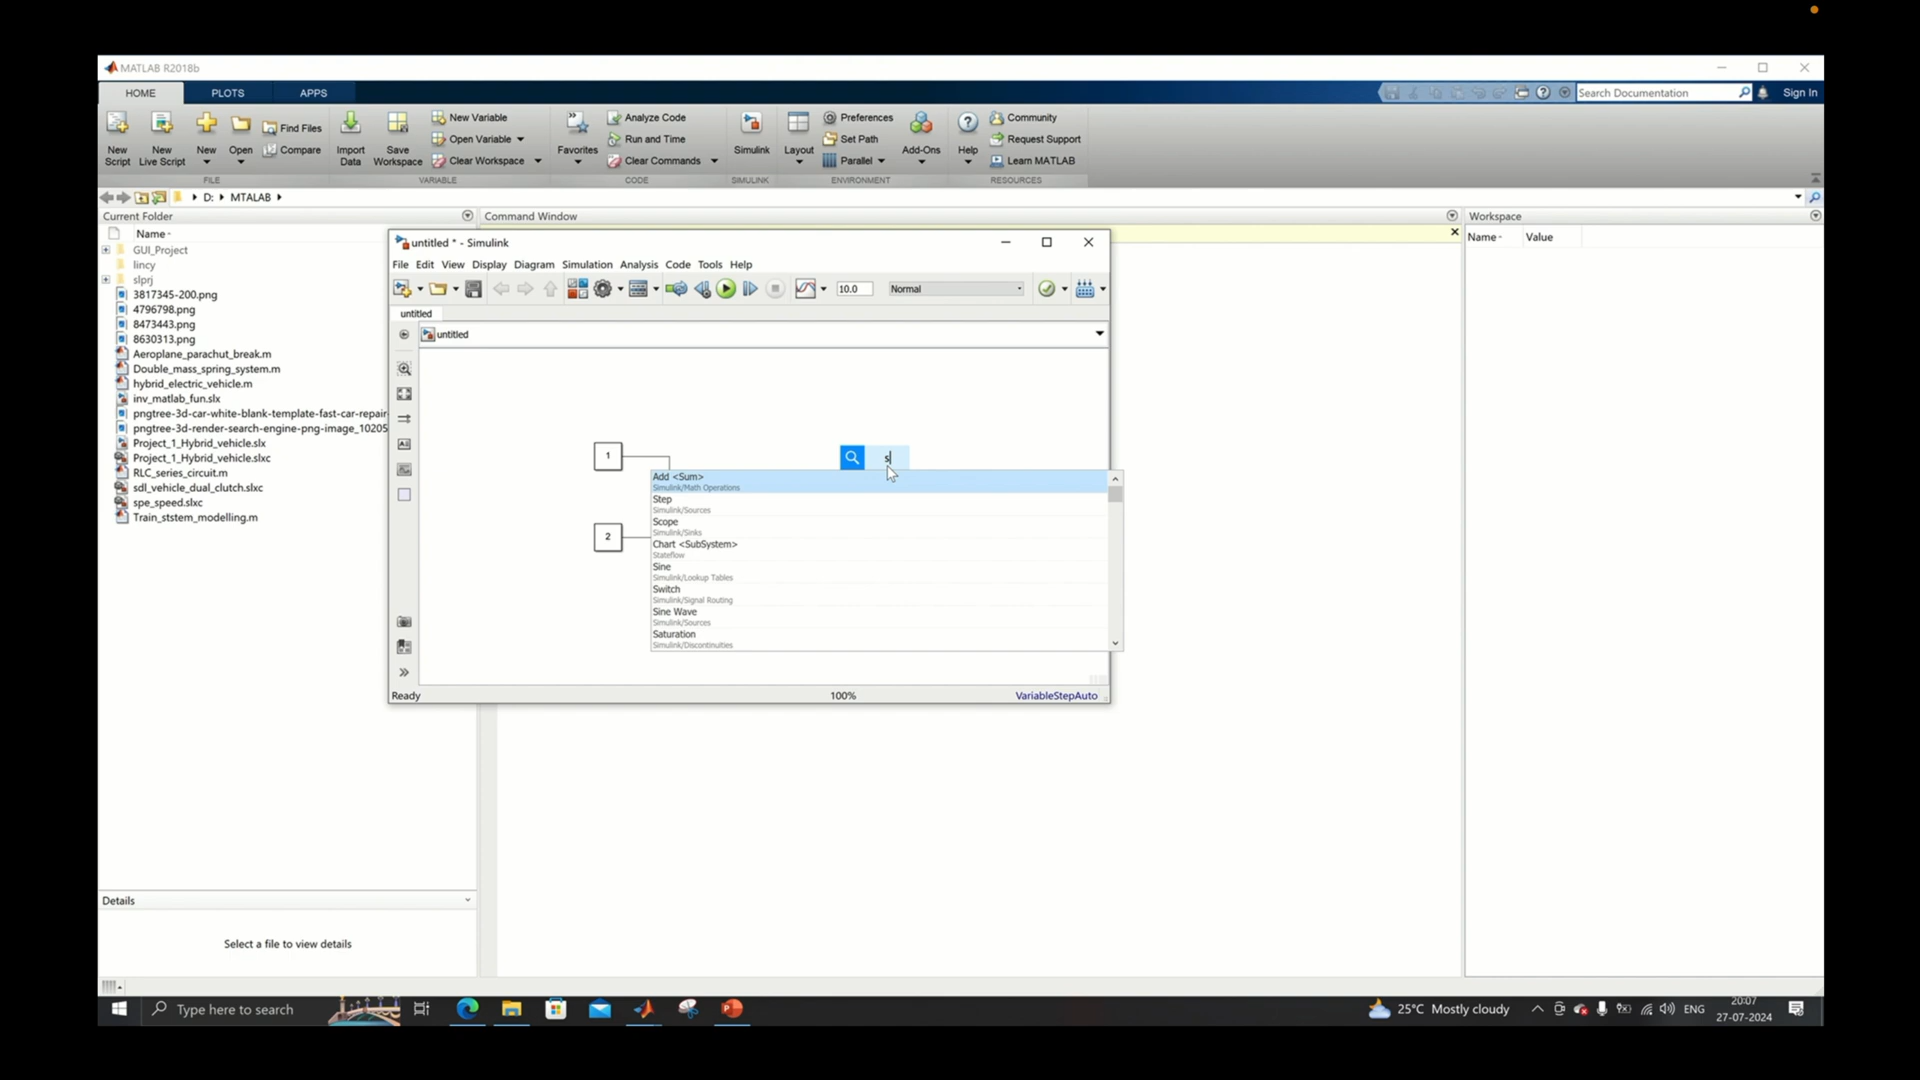 MATLAB R2018b
HOME PLOTS APPS
Search Documentation
Sign In
New Script
New Live Script
New
Open
Find Files
Compare
Import Data
Save Workspace
New Variable
Open Variable
Clear Workspace
Favorites
Analyze Code
Run and Time
Clear Commands
Simulink
Layout
Preferences
Set Path
Parallel
Add-Ons
Help
Community
Request Support
Learn MATLAB
FILE VARIABLE CODE SIMULINK ENVIRONMENT RESOURCES
D: MTALAB
Current Folder
Name
GUI_Project
lincy
slprj
3817345-200.png
4796798.png
8473443.png
8630313.png
Aeroplane_parachut_break.m
Double_mass_spring_system.m
hybrid_electric_vehicle.m
inv_matlab_fun.slx
pngtree-3d-car-white-blank-template-fast-car-repair-
pngtree-3d-render-search-engine-png-image_10205
Project_1_Hybrid_vehicle.slx
Project_1_Hybrid_vehicle.slxc
RLC_series_circuit.m
sdl_vehicle_dual_clutch.slxc
spe_speed.slxc
Train_ststem_modelling.m
Details
Select a file to view details
Command Window
untitled * - Simulink
File Edit View Display Diagram Simulation Analysis Code Tools Help
10.0 Normal
untitled
untitled
1
s
Add <Sum>
Simulink/Math Operations
Step
Simulink/Sources
Scope
Simulink/Sinks
2
Chart <SubSystem>
Stateflow
Sine
Simulink/Lookup Tables
Switch
Simulink/Signal Routing
Sine Wave
Simulink/Sources
Saturation
Simulink/Discontinuities
Ready 100% VariableStepAuto
Workspace
Name Value
Type here to search
25°C Mostly cloudy
ENG
20:07
27-07-2024